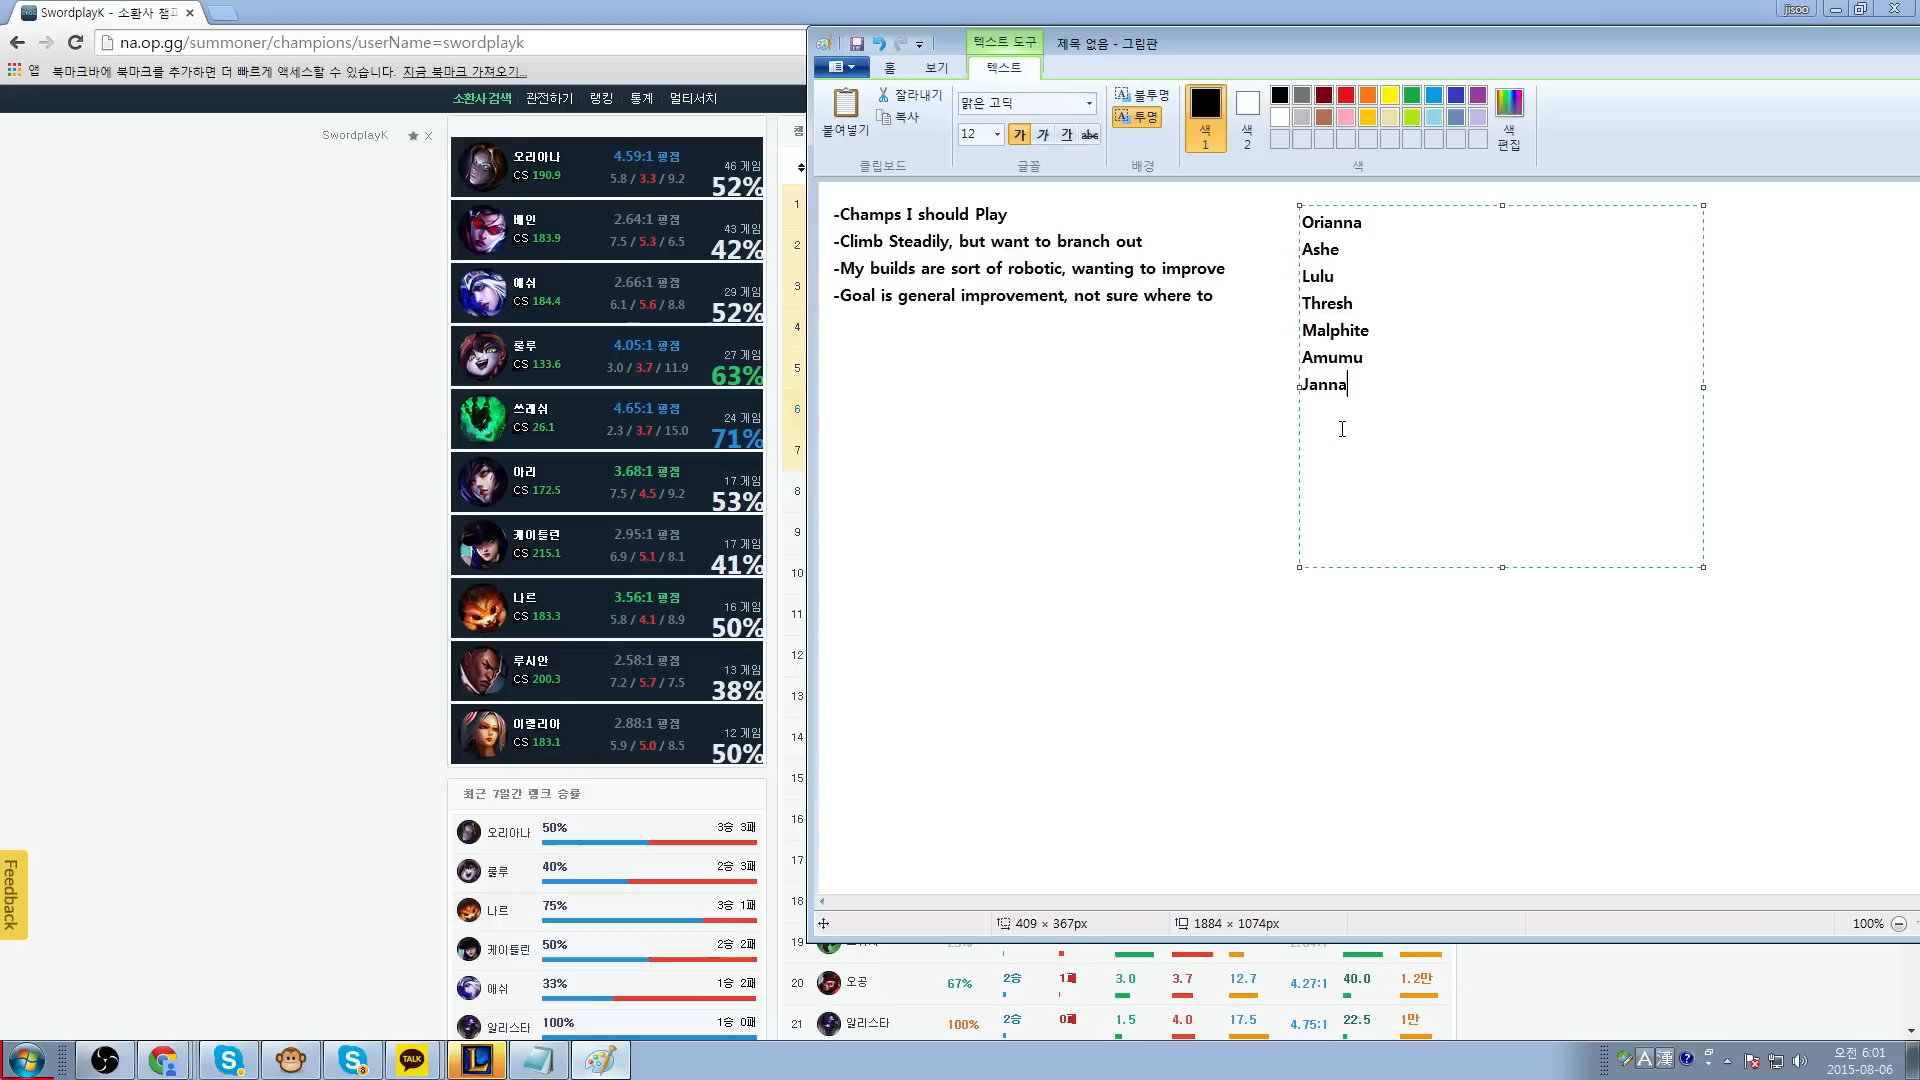 SwordplayK - 소환사 챔피
jisoo
na.op.gg/summoner/champions/userName=swordplayk
앱 북마크바에 북마크를 추가하면 더 빠르게 액세스할 수 있습니다. 지금 북마크 가져오기...
소환사 검색 관전하기 랭킹 통계 멀티서치
SwordplayK
오리아나 4.59:1 평점 46 게임
CS 190.9 5.8 / 3.3 / 9.2 52%
베인 2.64:1 평점 43 게임
CS 183.9 7.5 / 5.3 / 6.5 42%
애쉬 2.66:1 평점 29 게임
CS 184.4 6.1 / 5.6 / 8.8 52%
룰루 4.05:1 평점 27 게임
CS 133.6 3.0 / 3.7 / 11.9 63%
쓰레쉬 4.65:1 평점 24 게임
CS 26.1 2.3 / 3.7 / 15.0 71%
아리 3.68:1 평점 17 게임
CS 172.5 7.5 / 4.5 / 9.2 53%
케이틀린 2.95:1 평점 17 게임
CS 215.1 6.9 / 5.1 / 8.1 41%
나르 3.56:1 평점 16 게임
CS 183.3 5.8 / 4.1 / 8.9 50%
루시안 2.58:1 평점 13 게임
CS 200.3 7.2 / 5.7 / 7.5 38%
이렐리아 2.88:1 평점 12 게임
CS 183.1 5.9 / 5.0 / 8.5 50%
최근 7일간 랭크 승률
오리아나 50% 3승 3패
룰루 40% 2승 3패
나르 75% 3승 1패
케이틀린 50% 2승 2패
애쉬 33% 1승 2패
알리스타 100% 1승 0패
Feedback
1
2
3
4
5
6
7
8
9
10
11
12
13
14
15
16
17
18
19
20 오공 67% 2승 1패 3.0 3.7 12.7 4.27:1 40.0 1.2만
21 알리스타 100% 2승 0패 1.5 4.0 17.5 4.75:1 22.5 1만
텍스트 도구 제목 없음 - 그림판
홈 보기 텍스트
붙여넣기 잘라내기 복사
클립보드
맑은 고딕
12 가 가 가 abc
글꼴
불투명
투명
배경
색 1
색 2
색 편집
색
-Champs I should Play
-Climb Steadily, but want to branch out
-My builds are sort of robotic, wanting to improve
-Goal is general improvement, not sure where to
Orianna
Ashe
Lulu
Thresh
Malphite
Amumu
Janna
409 × 367px 1884 × 1074px 100%
TALK
A 漢
오전 6:01
2015-08-06